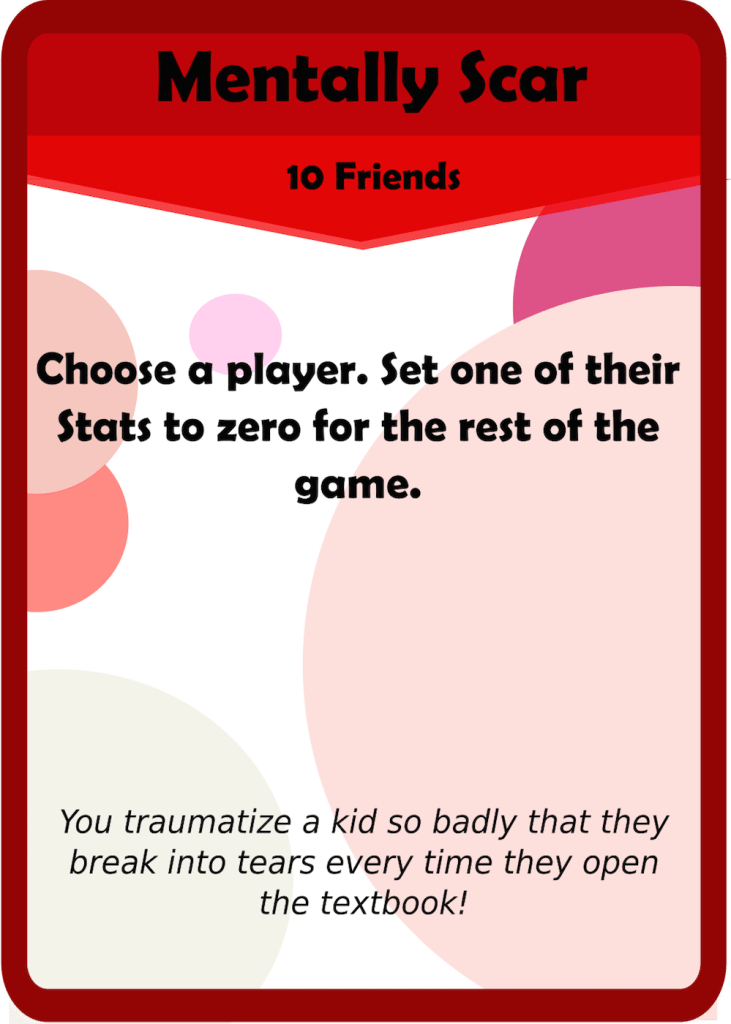 Mentally Scar
10 Friends
Choose a player. Set one of their
Stats to zero for the rest of the
game.
You traumatize a kid so badly that they
break into tears every time they open
the textbook!